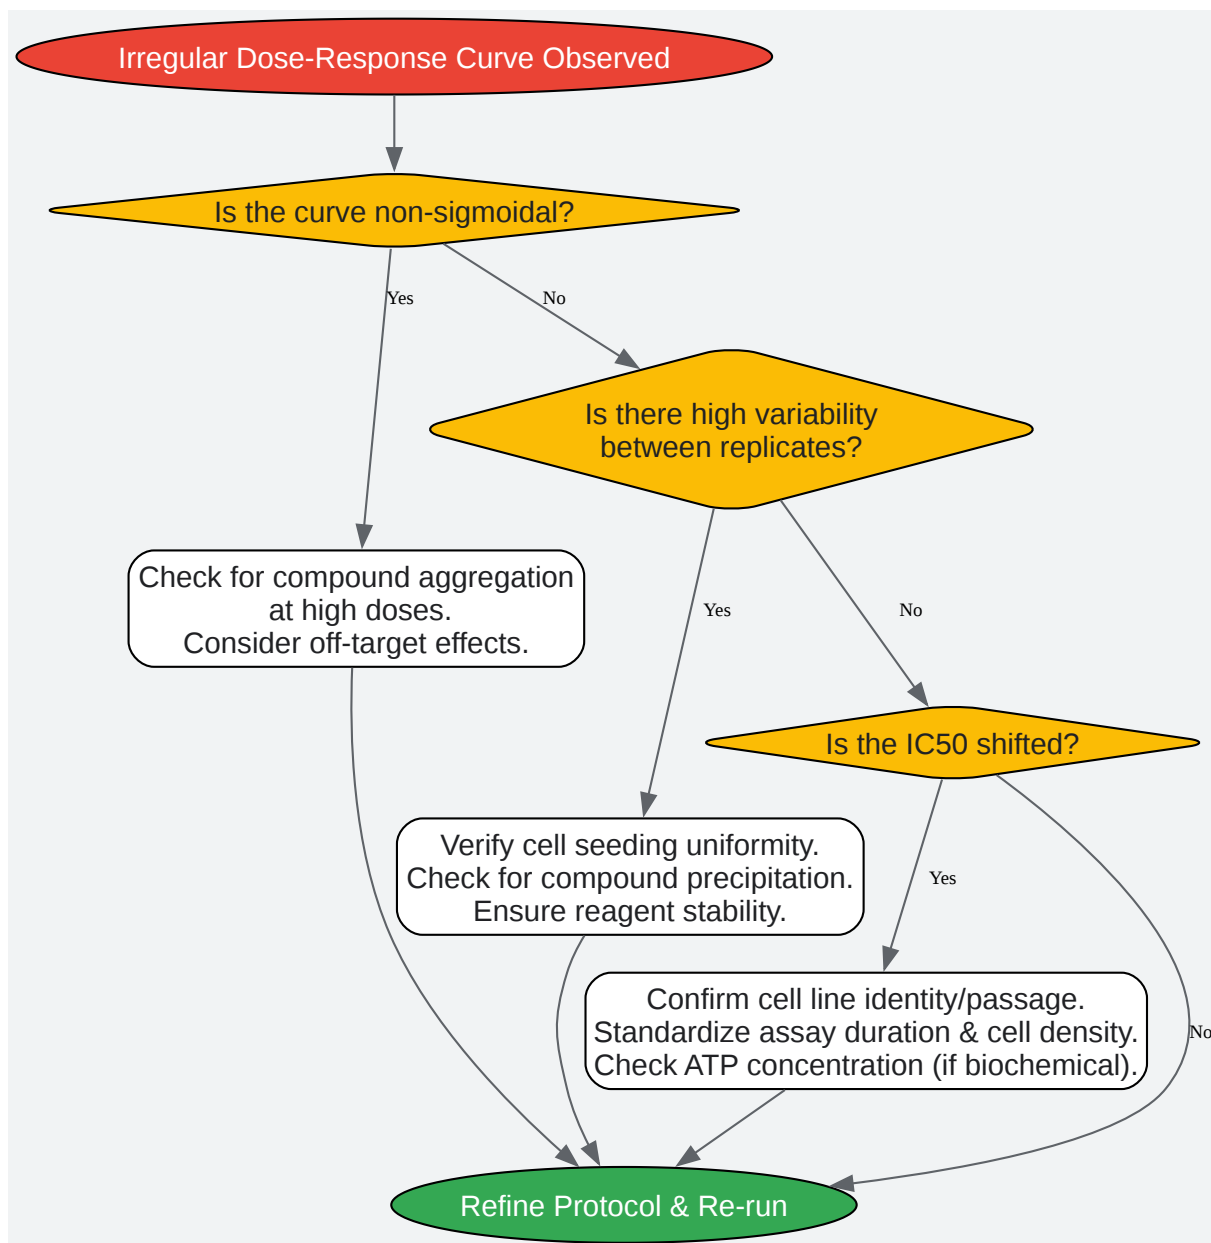 Irregular Dose-Response Curve Observed
Is the curve non-sigmoidal?
Yes
No
Is there high variability
between replicates?
Check for compound aggregation
at high doses.
Consider off-target effects.
Yes
No
Is the IC50 shifted?
Verify cell seeding uniformity.
Check for compound precipitation.
Ensure reagent stability.
Yes
Confirm cell line identity/passage.
Standardize assay duration & cell density.
Check ATP concentration (if biochemical).
No
Refine Protocol & Re-run